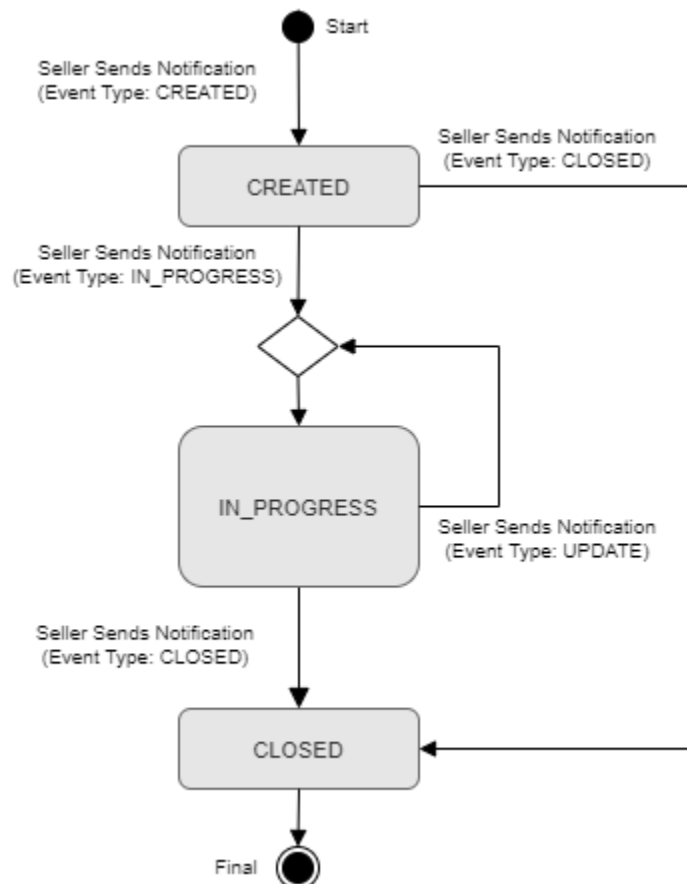 Start
Seller Sends Notification
(Event Type: CREATED)
Seller Sends Notification
(Event Type: CLOSED)
CREATED
Seller Sends Notification
(Event Type: IN_PROGRESS)
IN_PROGRESS
Seller Sends Notification
(Event Type: UPDATE)
Seller Sends Notification
(Event Type: CLOSED)
CLOSED
Final